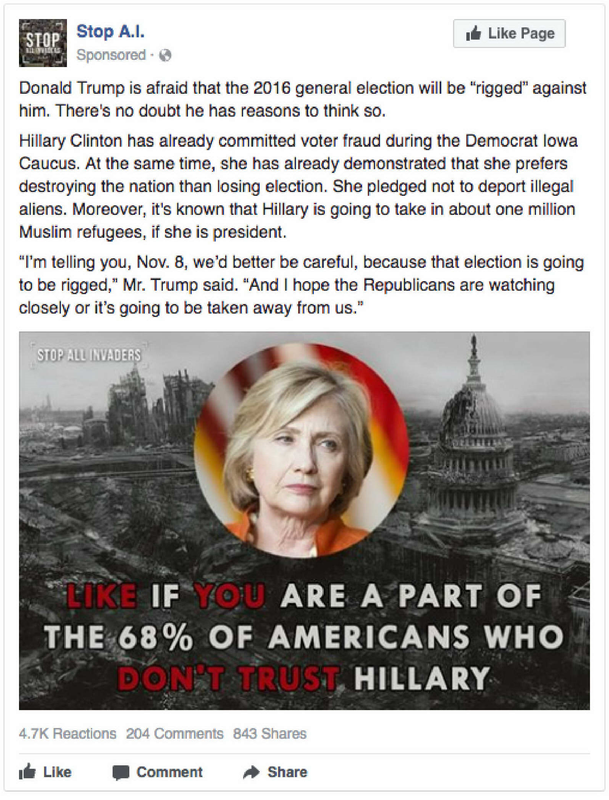 STOP
ALL INVADERS
Stop A.I.
Sponsored ·
Like Page
Donald Trump is afraid that the 2016 general election will be “rigged” against
him. There's no doubt he has reasons to think so.
Hillary Clinton has already committed voter fraud during the Democrat Iowa
Caucus. At the same time, she has already demonstrated that she prefers
destroying the nation than losing election. She pledged not to deport illegal
aliens. Moreover, it's known that Hillary is going to take in about one million
Muslim refugees, if she is president.
“I’m telling you, Nov. 8, we’d better be careful, because that election is going
to be rigged,” Mr. Trump said. “And I hope the Republicans are watching
closely or it’s going to be taken away from us.”
STOP ALL INVADERS
LIKE IF YOU ARE A PART OF
THE 68% OF AMERICANS WHO
DON'T TRUST HILLARY
4.7K Reactions 204 Comments 843 Shares
Like Comment Share